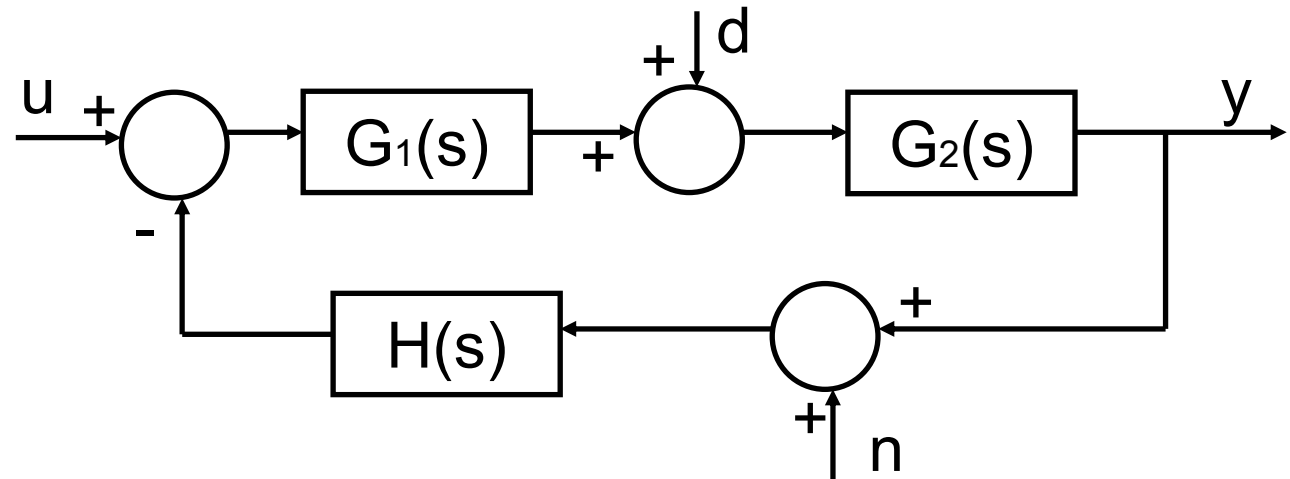 u
+
G₁(s)
+
+
d
G₂(s)
y
-
H(s)
+
+
n